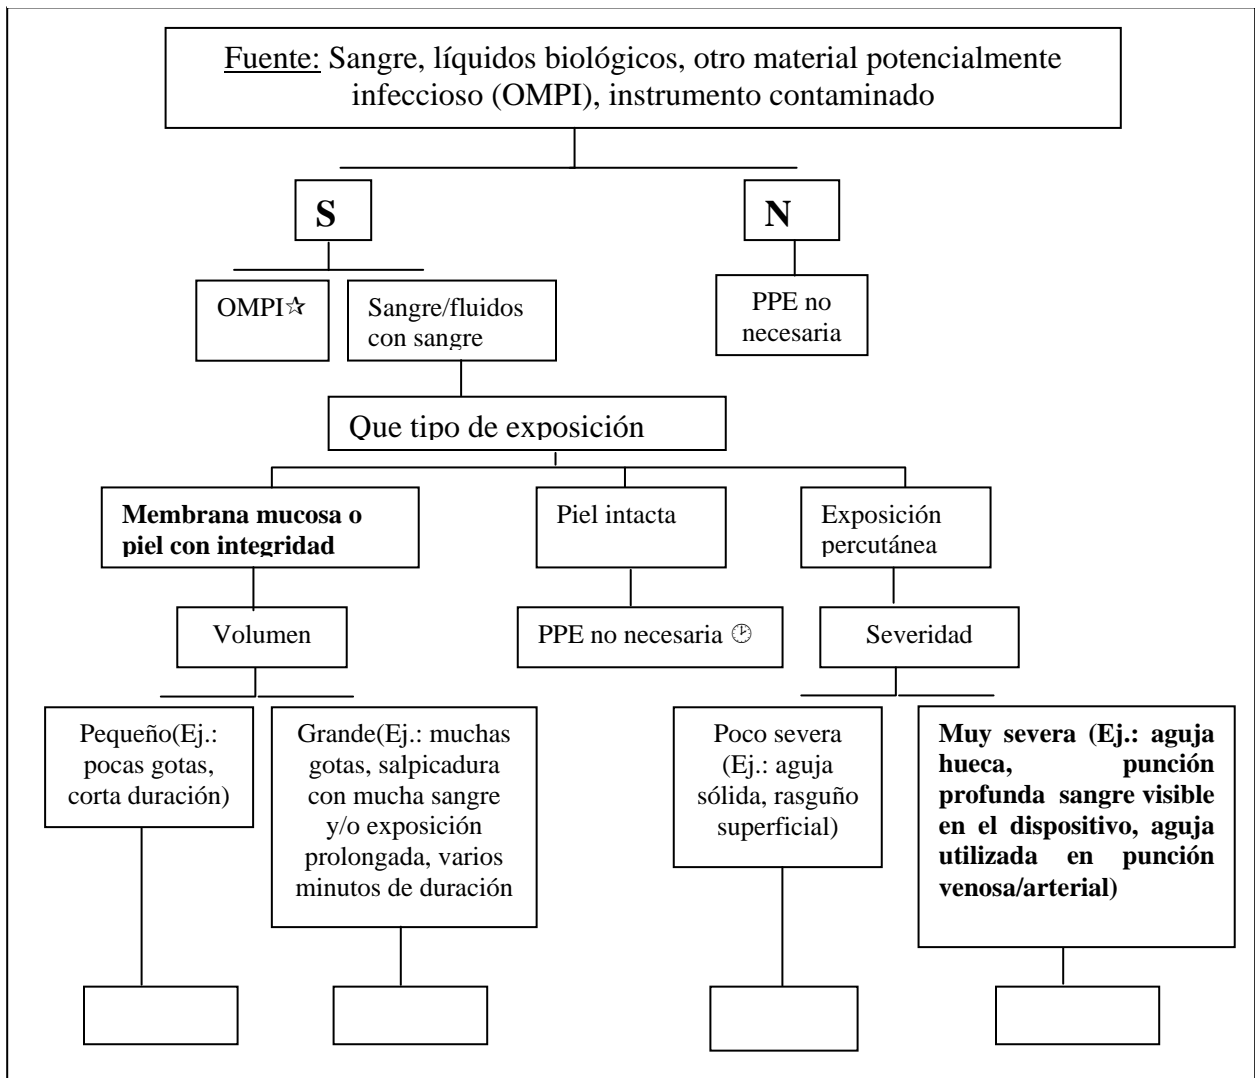 Fuente: Sangre, líquidos biológicos, otro material potencialmente
infeccioso (OMPI), instrumento contaminado
S
N
OMPI☆
Sangre/fluidos
con sangre
PPE no
necesaria
Que tipo de exposición
Membrana mucosa o
piel con integridad
Piel intacta
Exposición
percutánea
Volumen
PPE no necesaria 🕑
Severidad
Pequeño(Ej.:
pocas gotas,
corta duración)
Grande(Ej.: muchas
gotas, salpicadura
con mucha sangre
y/o exposición
prolongada, varios
minutos de duración
Poco severa
(Ej.: aguja
sólida, rasguño
superficial)
Muy severa (Ej.: aguja
hueca, punción
profunda sangre visible
en el dispositivo, aguja
utilizada en punción
venosa/arterial)